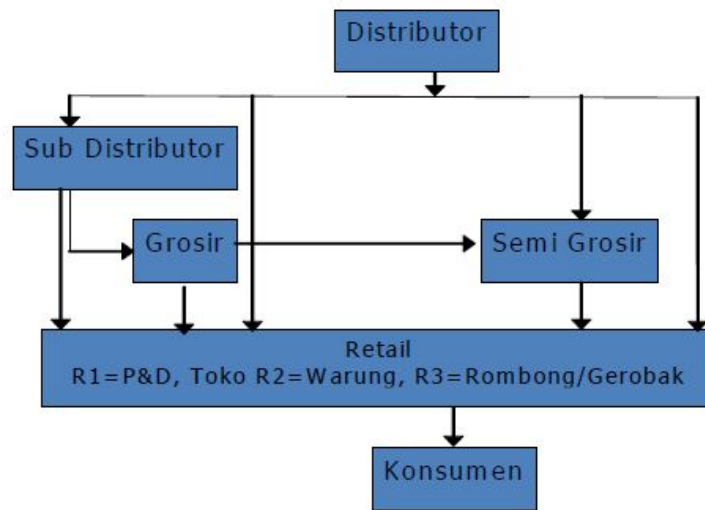 Distributor
Sub Distributor
Grosir
Semi Grosir
Retail
R1=P&D, Toko R2=Warung, R3=Rombong/Gerobak
Konsumen